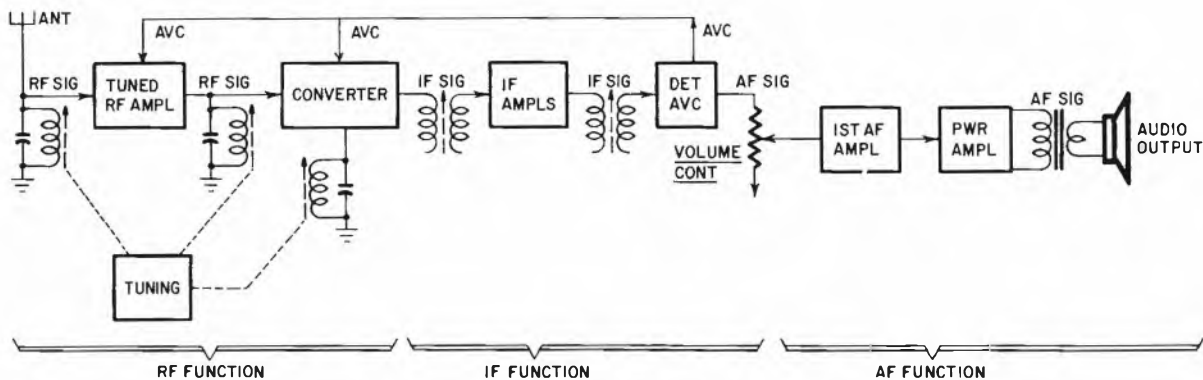 ANT
AVC
AVC
AVC
RF SIG
TUNED
RF AMPL
RF SIG
CONVERTER
IF SIG
IF
AMPLS
IF SIG
DET
AVC
AF SIG
VOLUME
CONT
1ST AF
AMPL
PWR
AMPL
AF SIG
AUDIO
OUTPUT
TUNING
RF FUNCTION
IF FUNCTION
AF FUNCTION